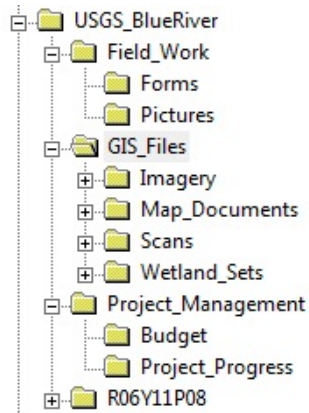 USGS_BlueRiver
Field_Work
Forms
Pictures
GIS_Files
Imagery
Map_Documents
Scans
Wetland_Sets
Project_Management
Budget
Project_Progress
R06Y11P08